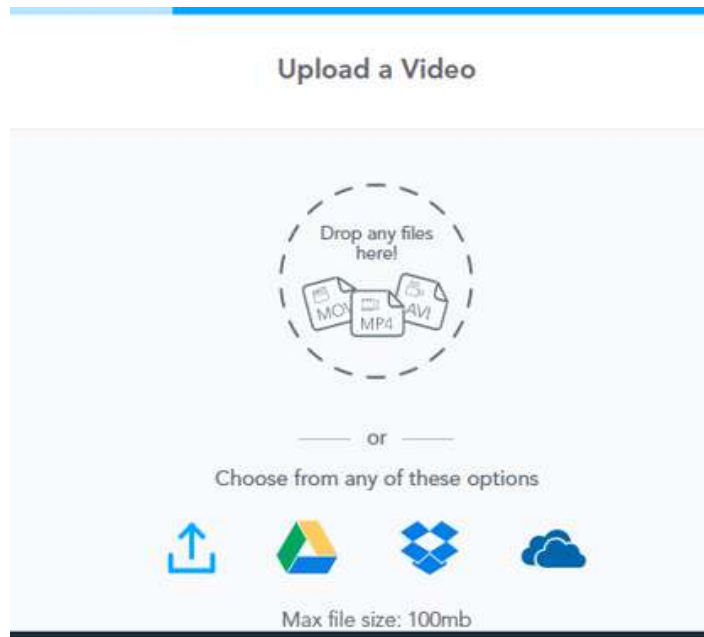 Upload a Video
Drop any files
here!
MOV
MP4
AVI
or
Choose from any of these options
Max file size: 100mb